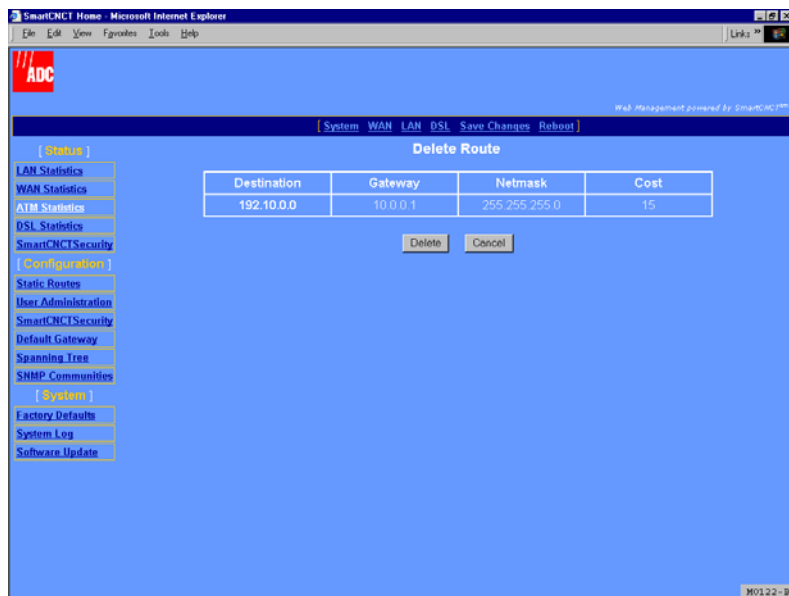 SmartCNCT Home - Microsoft Internet Explorer
File Edit View Favorites Tools Help
Links »
ADC
Web Management powered by SmartCNCT™
[ System WAN LAN DSL Save Changes Reboot ]
[ Status ]
LAN Statistics
WAN Statistics
ATM Statistics
DSL Statistics
SmartCNCTSecurity
[ Configuration ]
Static Routes
User Administration
SmartCNCTSecurity
Default Gateway
Spanning Tree
SNMP Communities
[ System ]
Factory Defaults
System Log
Software Update
Delete Route
Destination Gateway Netmask Cost
192.10.0.0 10.0.0.1 255.255.255.0 15
Delete Cancel